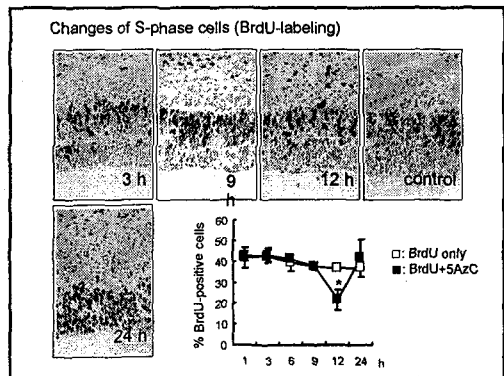 Changes of S-phase cells (BrdU-labeling)
3 h
9 h
12 h
control
24 h
% BrdU-positive cells
60
50
40
30
20
10
0
*
1 3 6 9 12 24 h
□: BrdU only
■: BrdU+5AzC